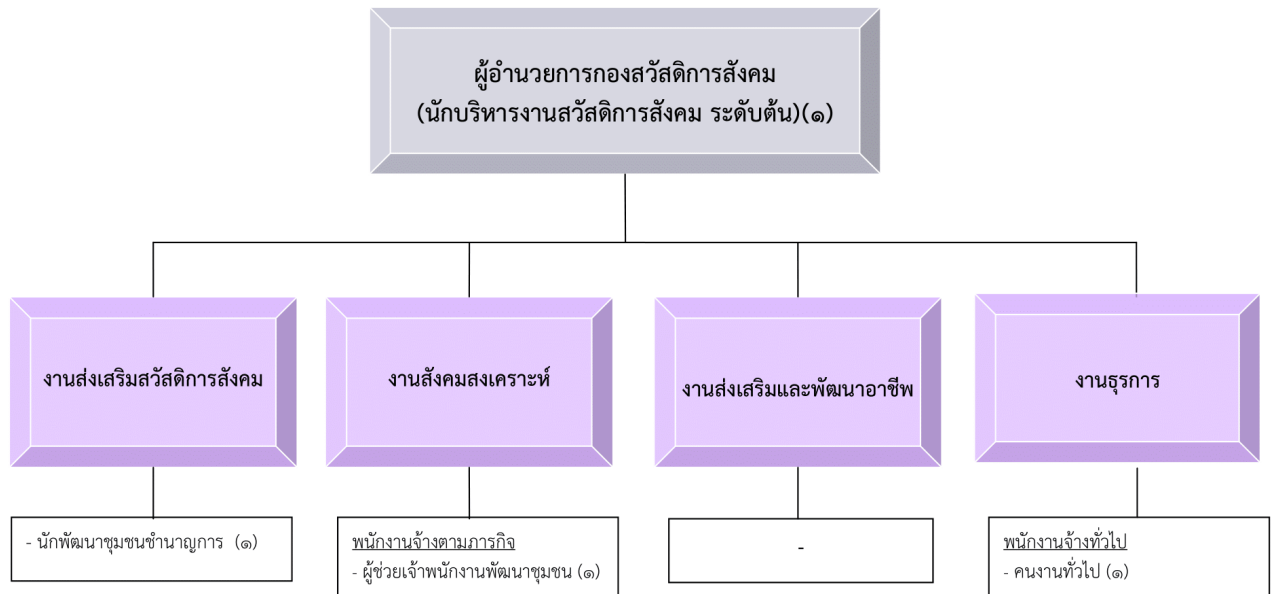 ผู้อำนวยการกองสวัสดิการสังคม
(นักบริหารงานสวัสดิการสังคม ระดับต้น)(๑)
งานส่งเสริมสวัสดิการสังคม
งานสังคมสงเคราะห์
งานส่งเสริมและพัฒนาอาชีพ
งานธุรการ
- นักพัฒนาชุมชนชำนาญการ (๑)
พนักงานจ้างตามภารกิจ
- ผู้ช่วยเจ้าพนักงานพัฒนาชุมชน (๑)
-
พนักงานจ้างทั่วไป
- คนงานทั่วไป (๑)